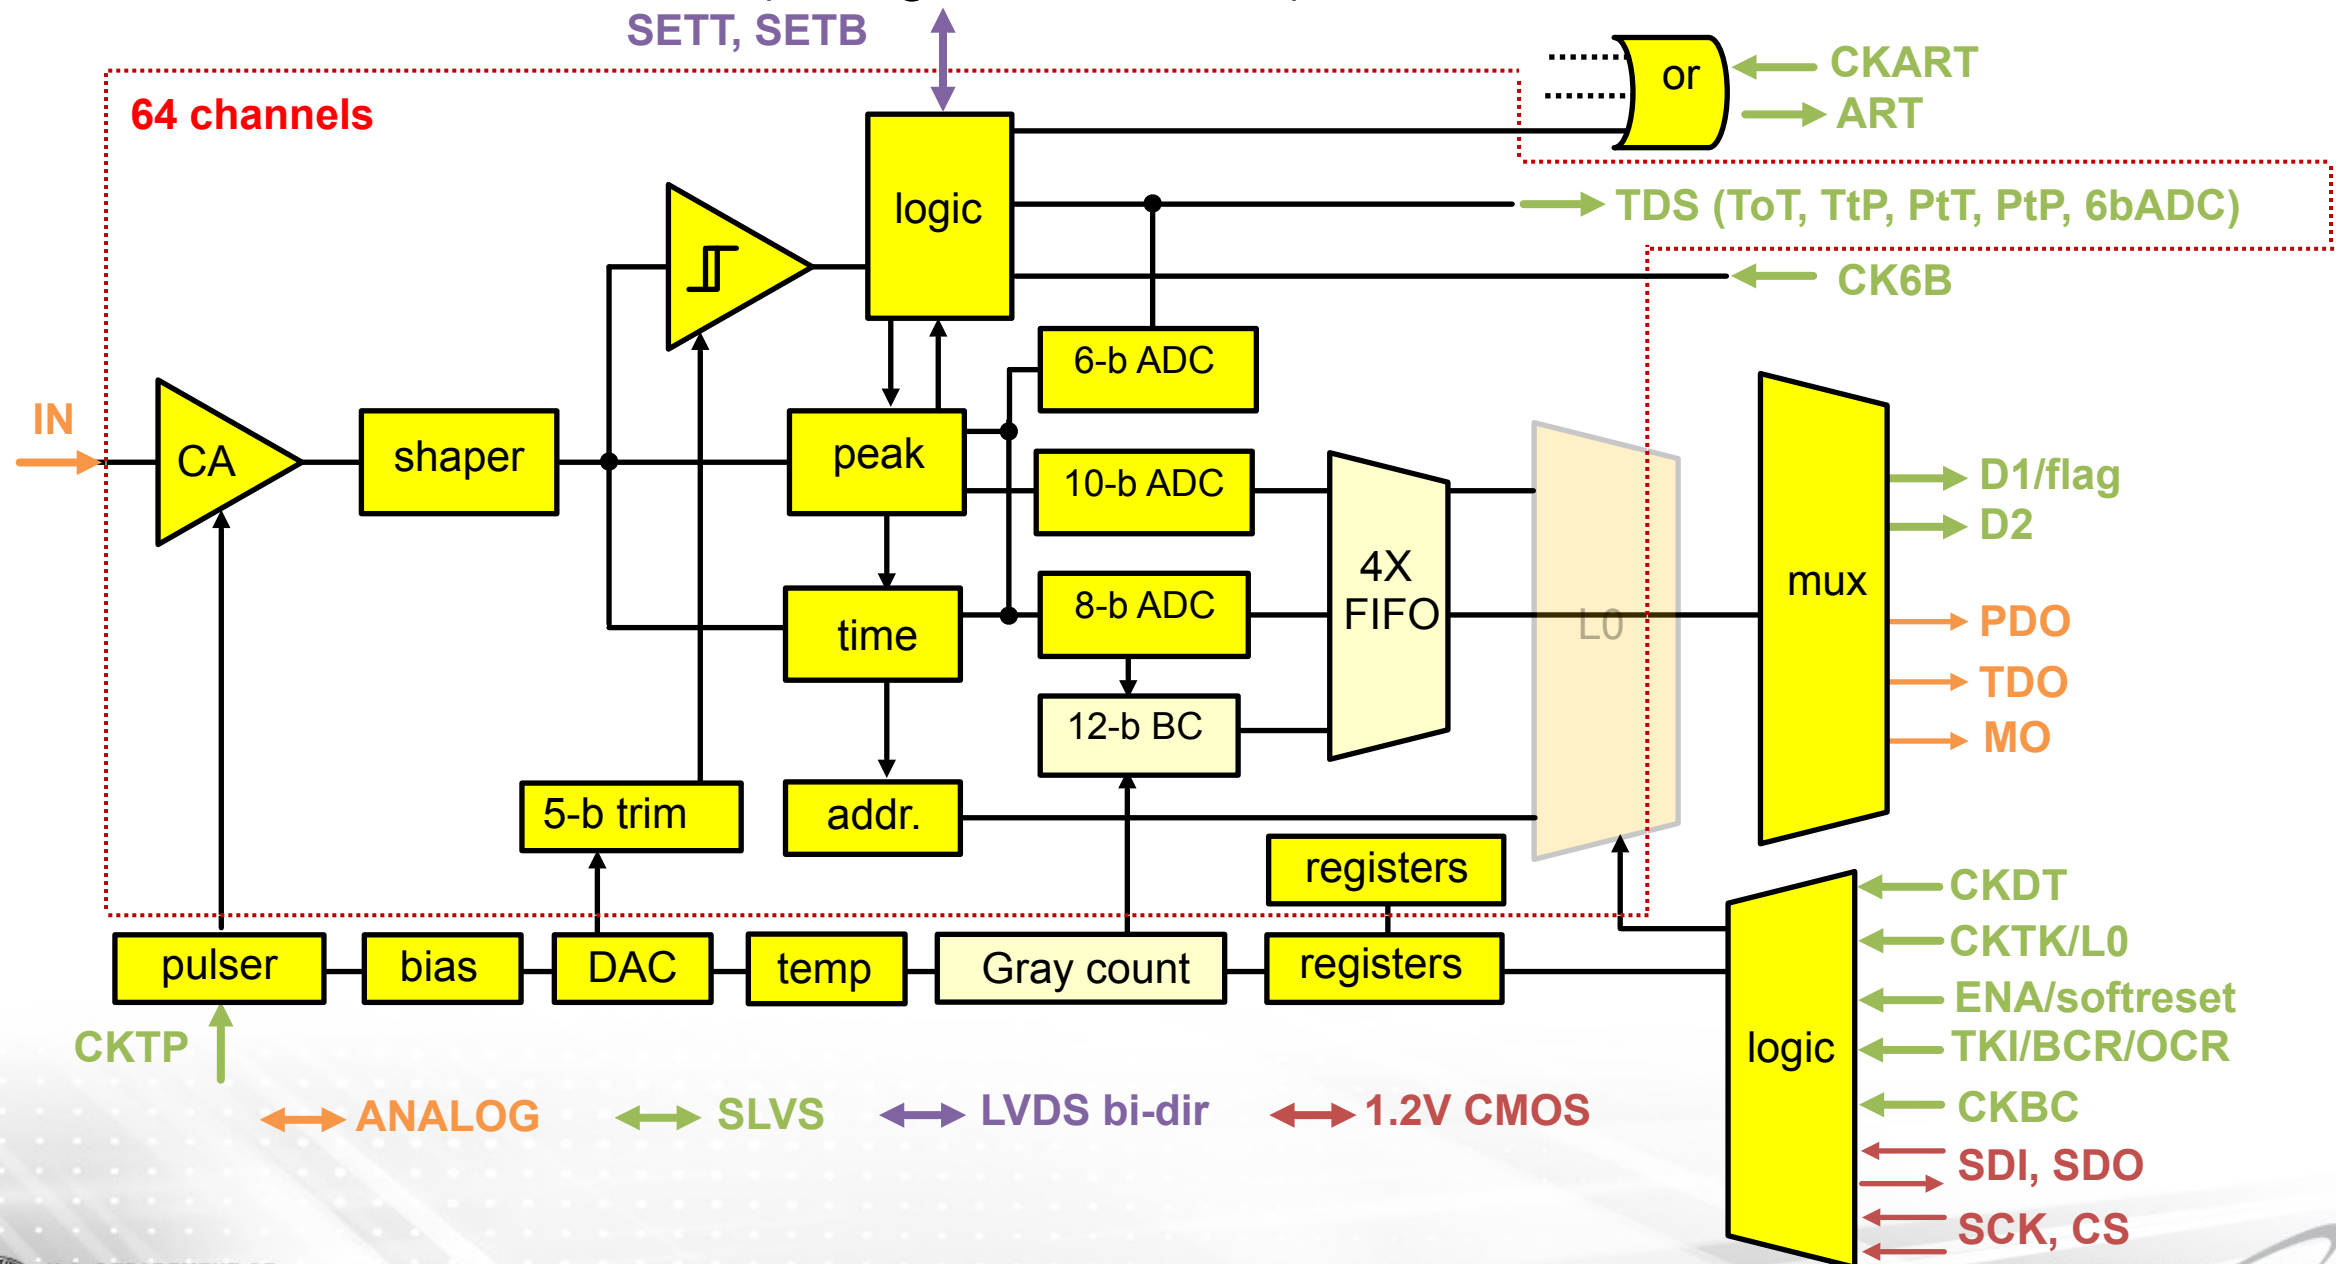 SETT, SETB
64 channels
or
CKART
ART
logic
TDS (ToT, TtP, PtT, PtP, 6bADC)
CK6B
6-b ADC
IN
CA
shaper
peak
10-b ADC
D1/flag
D2
4X
FIFO
mux
8-b ADC
L0
time
PDO
TDO
12-b BC
MO
5-b trim
addr.
registers
CKDT
pulser
bias
DAC
temp
Gray count
registers
CKTK/L0
ENA/softreset
CKTP
logic
TKI/BCR/OCR
ANALOG
SLVS
LVDS bi-dir
1.2V CMOS
CKBC
SDI, SDO
SCK, CS